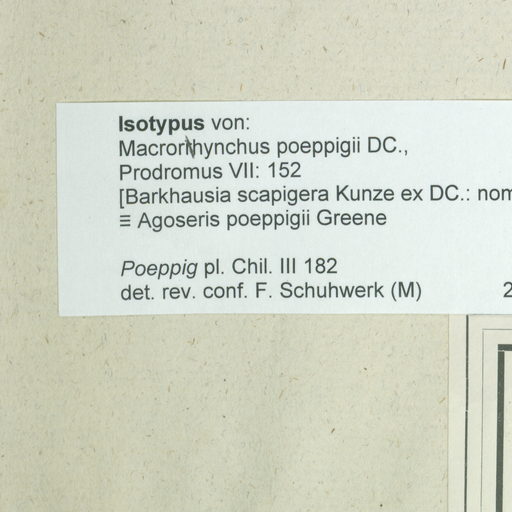 Isotypus von:
Macrorrhynchus poeppigii DC.,
Prodromus VII: 152
[Barkhausia scapigera Kunze ex DC.: nom
≡ Agoseris poeppigii Greene
Poeppig pl. Chil. III 182
det. rev. conf. F. Schuhwerk (M) 2